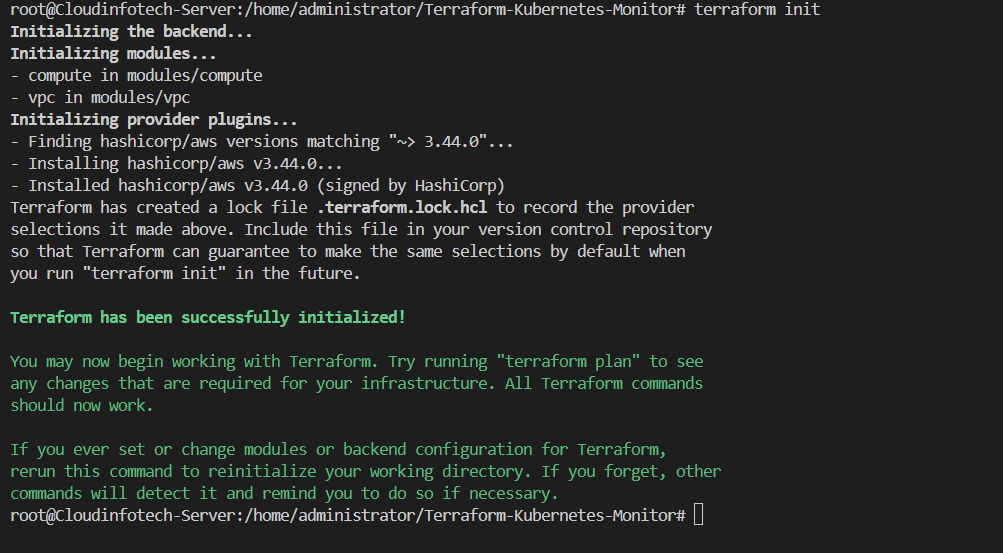 root@Cloudinfotech-Server:/home/administrator/Terraform-Kubernetes-Monitor# terraform init
Initializing the backend...
Initializing modules...
- compute in modules/compute
- vpc in modules/vpc
Initializing provider plugins...
- Finding hashicorp/aws versions matching "~> 3.44.0"...
- Installing hashicorp/aws v3.44.0...
- Installed hashicorp/aws v3.44.0 (signed by HashiCorp)
Terraform has created a lock file .terraform.lock.hcl to record the provider
selections it made above. Include this file in your version control repository
so that Terraform can guarantee to make the same selections by default when
you run "terraform init" in the future.
Terraform has been successfully initialized!
You may now begin working with Terraform. Try running "terraform plan" to see
any changes that are required for your infrastructure. All Terraform commands
should now work.
If you ever set or change modules or backend configuration for Terraform,
rerun this command to reinitialize your working directory. If you forget, other
commands will detect it and remind you to do so if necessary.
root@Cloudinfotech-Server:/home/administrator/Terraform-Kubernetes-Monitor#